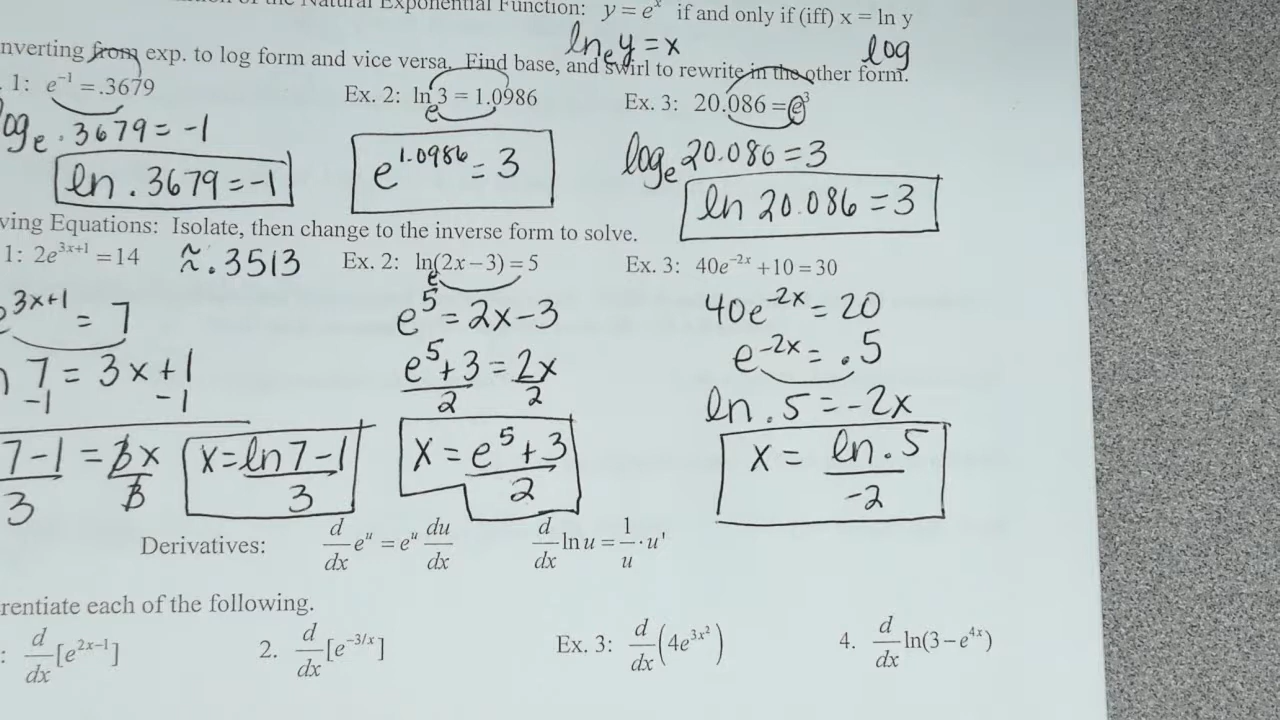 of the Natural Exponential Function: y = e^x if and only if (iff) x = ln y
ln_e y = x log
nverting from exp. to log form and vice versa. Find base, and swirl to rewrite in the other form.
1: e^{-1} = .3679 Ex. 2: ln 3 = 1.0986 Ex. 3: 20.086 = e^3
e
og_e .3679 = -1 e^{1.0986} = 3 log_e 20.086 = 3
ln .3679 = -1 ln 20.086 = 3
ving Equations: Isolate, then change to the inverse form to solve.
1: 2e^{3x+1} = 14 ≈ .3513 Ex. 2: ln(2x - 3) = 5 Ex. 3: 40e^{-2x} + 10 = 30
e
e^{3x+1} = 7 e^5 = 2x - 3 40e^{-2x} = 20
e^{-2x} = .5
n 7 = 3x + 1 e^5 + 3 = 2x
-1 -1 2 2
ln .5 = -2x
7 - 1 = 3x x = ln 7 - 1 x = e^5 + 3 x = ln .5
3 3 3 2 -2
Derivatives: d/dx e^u = e^u du/dx d/dx ln u = 1/u · u'
rentiate each of the following.
: d/dx [e^{2x-1}] 2. d/dx [e^{-3/x}] Ex. 3: d/dx (4e^{3x^2}) 4. d/dx ln(3 - e^{4x})